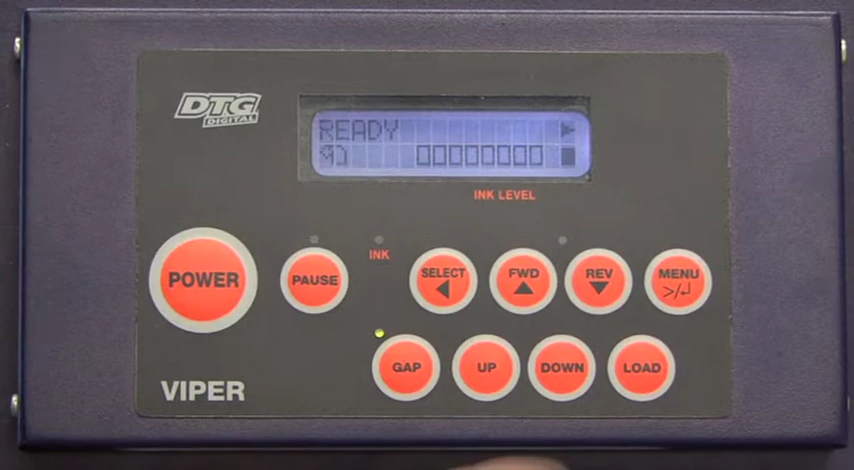 DTG
DIGITAL
READY
INK LEVEL
POWER
PAUSE
INK
SELECT
FWD
REV
MENU
GAP
UP
DOWN
LOAD
VIPER